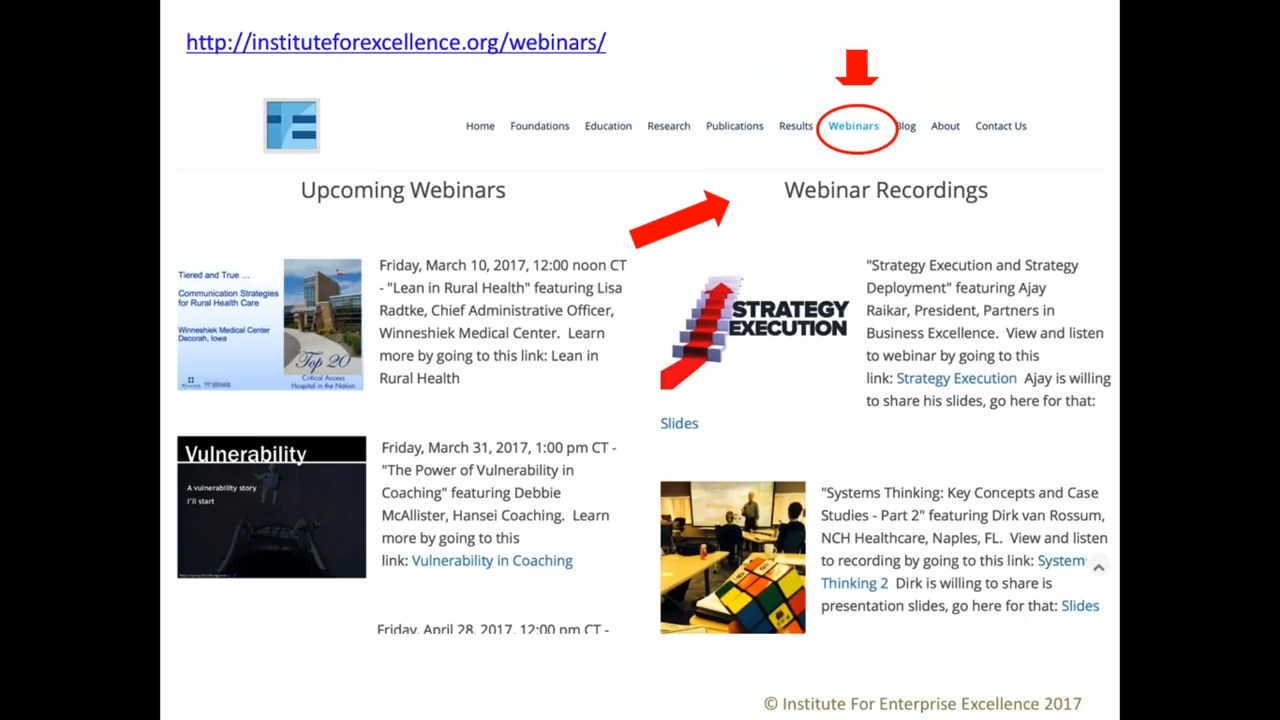 http://instituteforexcellence.org/webinars/
Home Foundations Education Research Publications Results Webinars Blog About Contact Us
Upcoming Webinars
Tiered and True ...
Communication Strategies
for Rural Health Care
Winneshiek Medical Center
Decorah, Iowa
Top 20
Critical Access
Hospital in the Nation
Friday, March 10, 2017, 12:00 noon CT
- "Lean in Rural Health" featuring Lisa
Radtke, Chief Administrative Officer,
Winneshiek Medical Center. Learn
more by going to this link: Lean in
Rural Health
Vulnerability
A vulnerability story
I'll start
Friday, March 31, 2017, 1:00 pm CT -
"The Power of Vulnerability in
Coaching" featuring Debbie
McAllister, Hansei Coaching. Learn
more by going to this
link: Vulnerability in Coaching
Friday, April 28, 2017, 12:00 pm CT -
Webinar Recordings
STRATEGY
EXECUTION
"Strategy Execution and Strategy
Deployment" featuring Ajay
Raikar, President, Partners in
Business Excellence. View and listen
to webinar by going to this
link: Strategy Execution Ajay is willing
to share his slides, go here for that:
Slides
"Systems Thinking: Key Concepts and Case
Studies - Part 2" featuring Dirk van Rossum,
NCH Healthcare, Naples, FL. View and listen
to recording by going to this link: System
Thinking 2 Dirk is willing to share is
presentation slides, go here for that: Slides
© Institute For Enterprise Excellence 2017